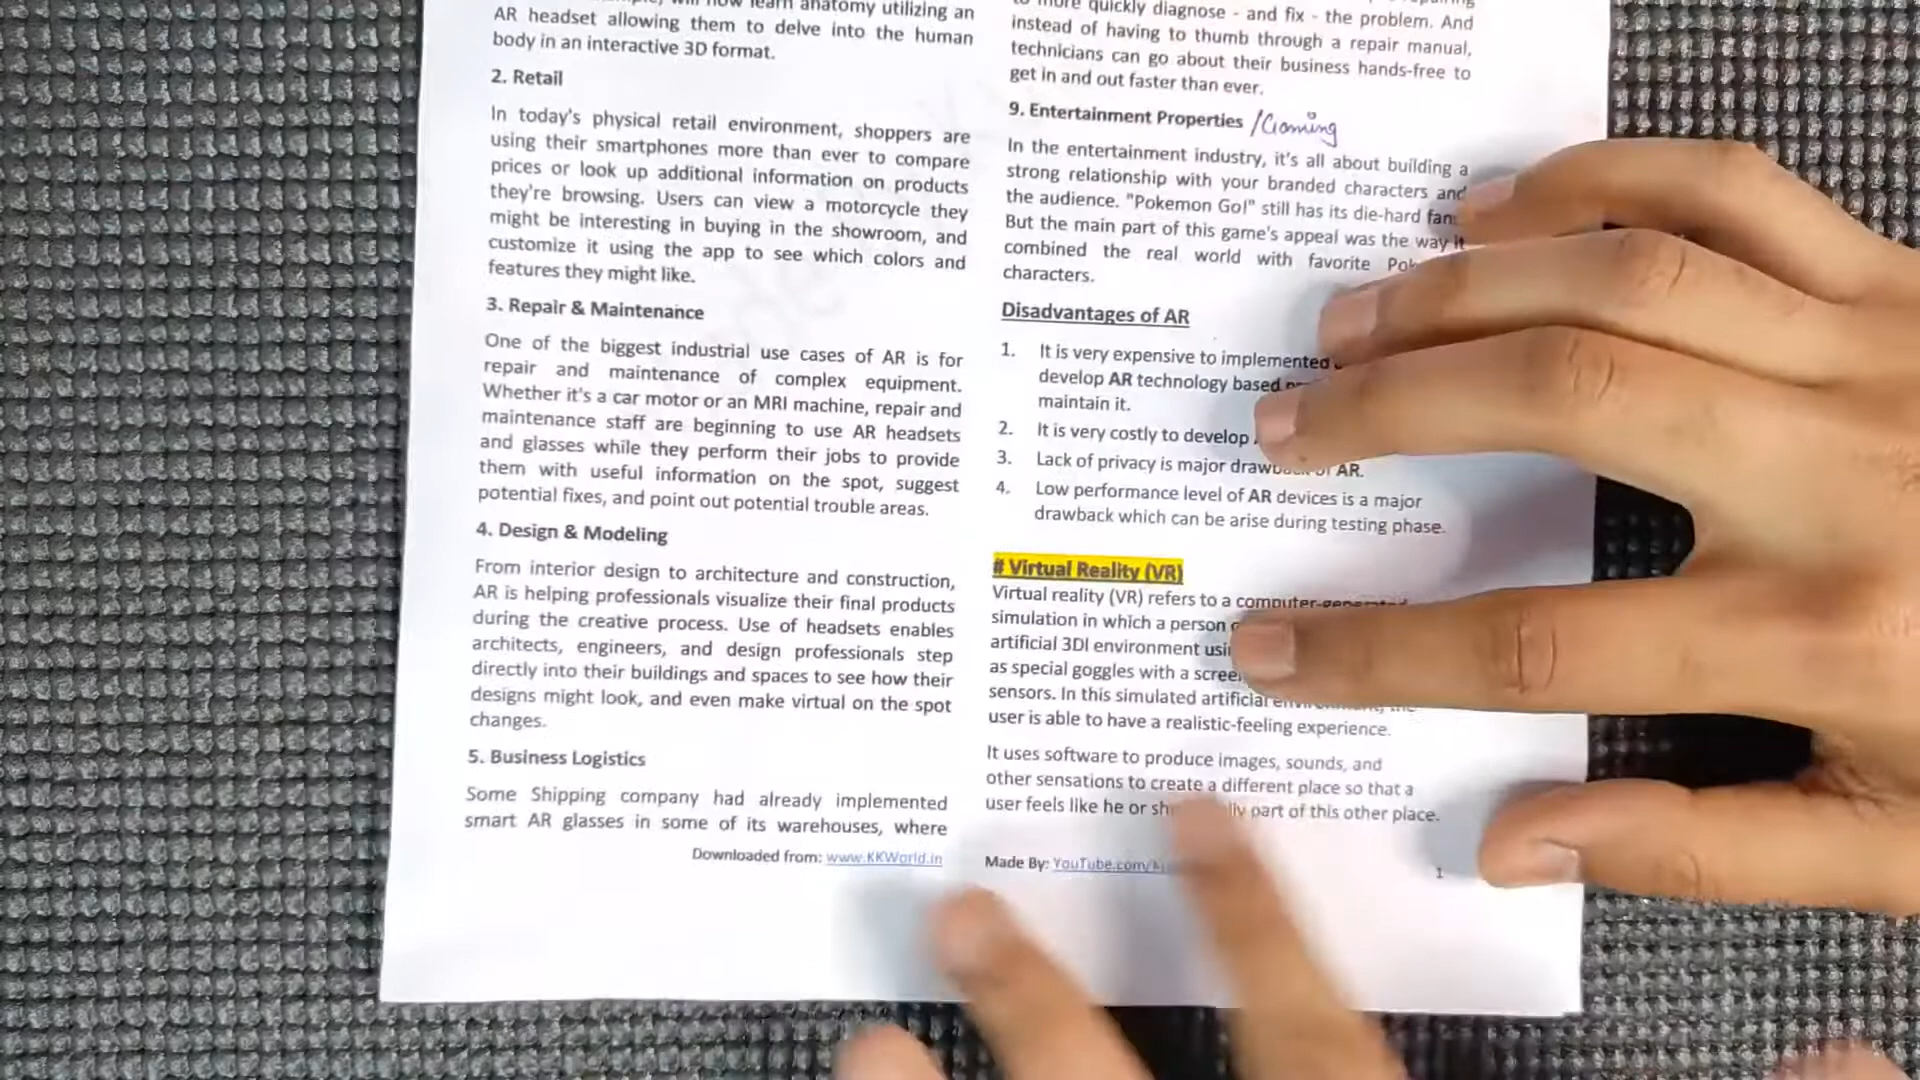 now learn anatomy utilizing an
AR headset allowing them to delve into the human
body in an interactive 3D format.
2. Retail
In today's physical retail environment, shoppers are
using their smartphones more than ever to compare
prices or look up additional information on products
they're browsing. Users can view a motorcycle they
might be interesting in buying in the showroom, and
customize it using the app to see which colors and
features they might like.
3. Repair & Maintenance
One of the biggest industrial use cases of AR is for
repair and maintenance of complex equipment.
Whether it's a car motor or an MRI machine, repair and
maintenance staff are beginning to use AR headsets
and glasses while they perform their jobs to provide
them with useful information on the spot, suggest
potential fixes, and point out potential trouble areas.
4. Design & Modeling
From interior design to architecture and construction,
AR is helping professionals visualize their final products
during the creative process. Use of headsets enables
architects, engineers, and design professionals step
directly into their buildings and spaces to see how their
designs might look, and even make virtual on the spot
changes.
5. Business Logistics
Some Shipping company had already implemented
smart AR glasses in some of its warehouses, where
Downloaded from: www.KKWorld.in
to more quickly diagnose - and fix - the problem. And
instead of having to thumb through a repair manual,
technicians can go about their business hands-free to
get in and out faster than ever.
9. Entertainment Properties /Gaming
In the entertainment industry, it's all about building a
strong relationship with your branded characters and
the audience. "Pokemon Go!" still has its die-hard fans
But the main part of this game's appeal was the way it
combined the real world with favorite
characters.
Disadvantages of AR
1. It is very expensive to implemented
develop AR technology based
maintain it.
2. It is very costly to develop
3. Lack of privacy is major drawback of AR.
4. Low performance level of AR devices is a major
drawback which can be arise during testing phase.
# Virtual Reality (VR)
Virtual reality (VR) refers to a computer-generated
simulation in which a person
artificial 3DI environment
as special goggles with a
sensors. In this simulated artificial
user is able to have a realistic-feeling experience.
It uses software to produce images, sounds, and
other sensations to create a different place so that a
user feels like he or part of this other place.
Made By: YouTube.com/
1